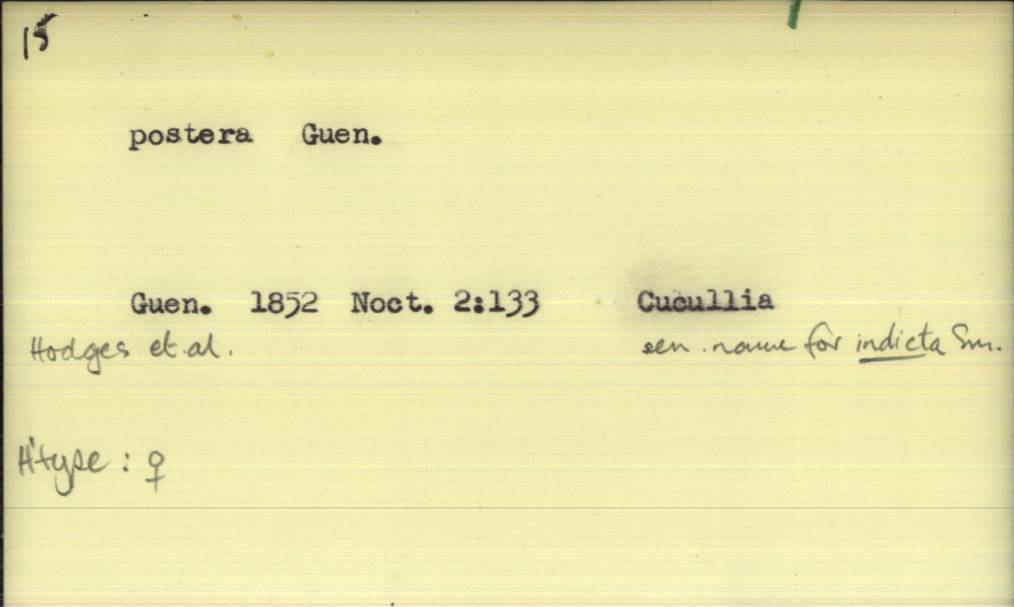 15
postera Guen.
Guen. 1852 Noct. 2:133 Cucullia
Hodges et.al. sen. name for indicta Sm.
H'type : ♀